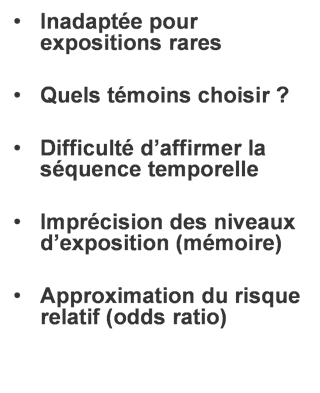 • Inadaptée pour
expositions rares
• Quels témoins choisir ?
• Difficulté d'affirmer la
séquence temporelle
• Imprécision des niveaux
d'exposition (mémoire)
• Approximation du risque
relatif (odds ratio)